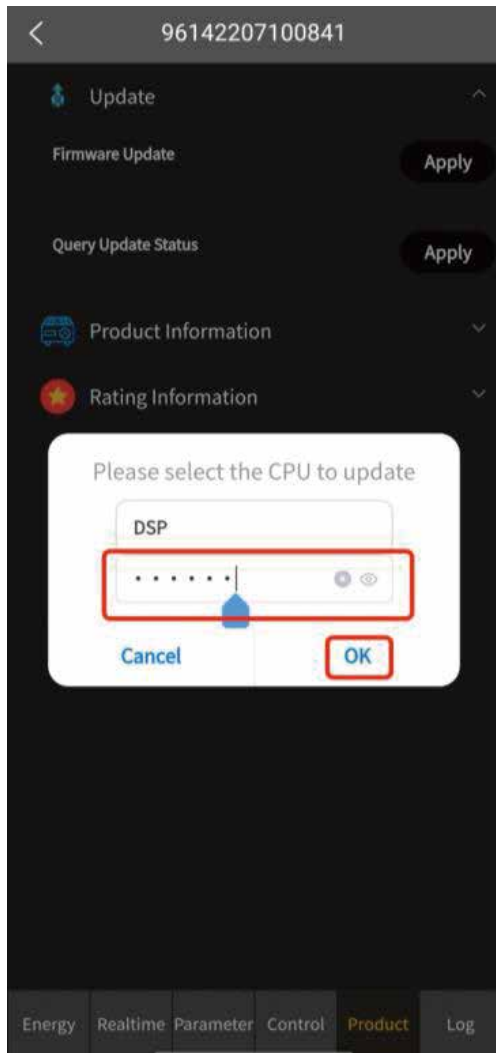 96142207100841
Update
Firmware Update
Apply
Query Update Status
Apply
Product Information
Rating Information
Please select the CPU to update
DSP
······
Cancel
OK
Energy
Realtime
Parameter
Control
Product
Log